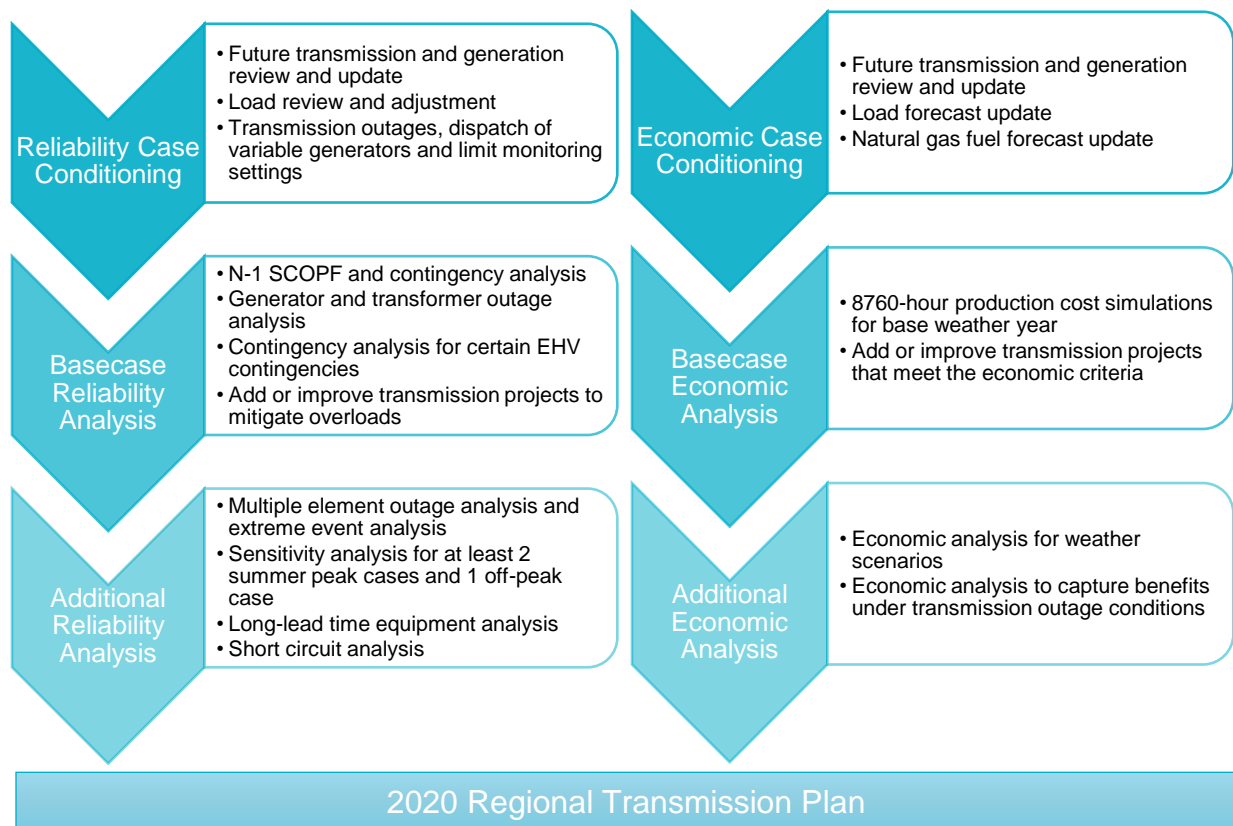 Reliability Case
Conditioning
• Future transmission and generation
review and update
• Load review and adjustment
• Transmission outages, dispatch of
variable generators and limit monitoring
settings
Basecase
Reliability
Analysis
• N-1 SCOPF and contingency analysis
• Generator and transformer outage
analysis
• Contingency analysis for certain EHV
contingencies
• Add or improve transmission projects to
mitigate overloads
Additional
Reliability
Analysis
• Multiple element outage analysis and
extreme event analysis
• Sensitivity analysis for at least 2
summer peak cases and 1 off-peak
case
• Long-lead time equipment analysis
• Short circuit analysis
Economic Case
Conditioning
• Future transmission and generation
review and update
• Load forecast update
• Natural gas fuel forecast update
Basecase
Economic
Analysis
• 8760-hour production cost simulations
for base weather year
• Add or improve transmission projects
that meet the economic criteria
Additional
Economic
Analysis
• Economic analysis for weather
scenarios
• Economic analysis to capture benefits
under transmission outage conditions
2020 Regional Transmission Plan